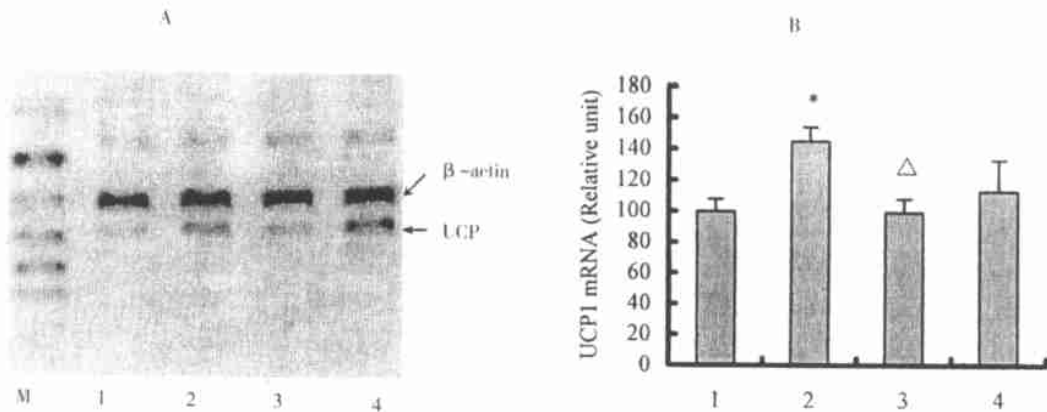 A
β-actin
UCP
M 1 2 3 4
B
UCP1 mRNA (Relative unit)
180
160
140
120
100
80
60
40
20
0
*
△
1 2 3 4